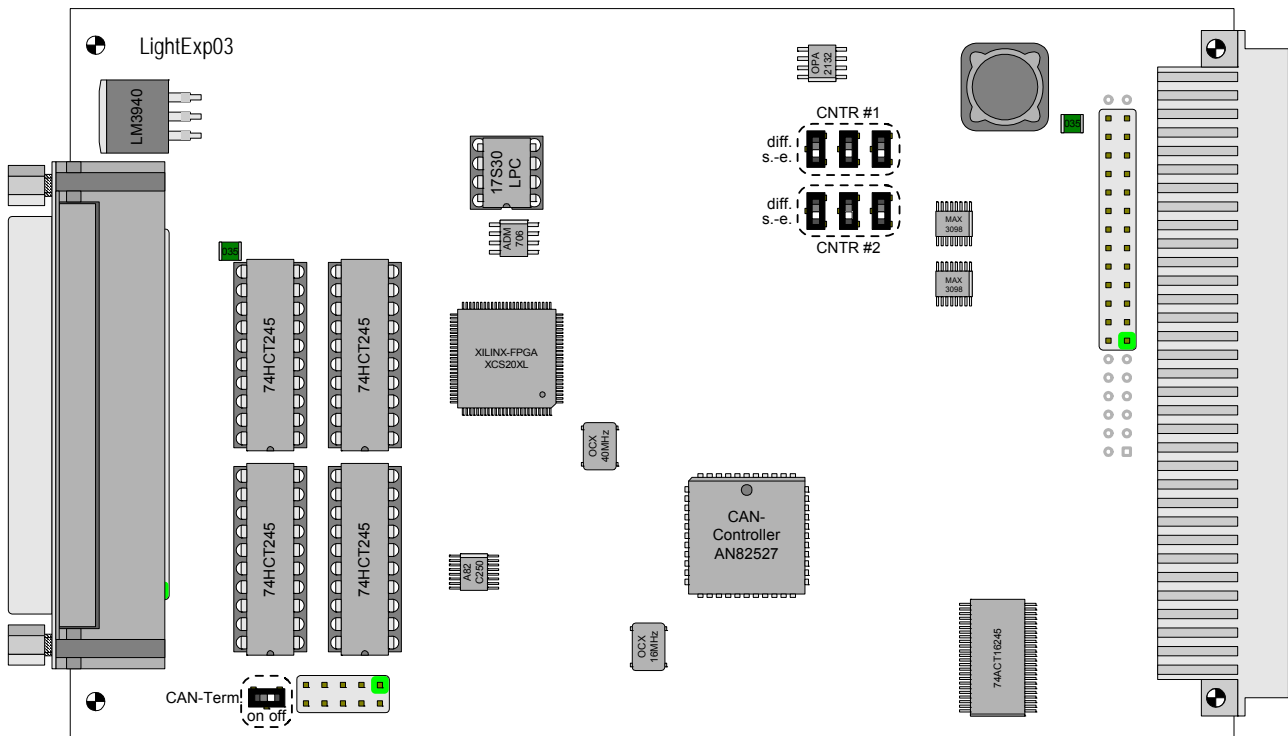 LightExp03
LM3940
OPA
2132
CNTR #1
diff.
s.-e.
035
17S30
LPC
diff.
s.-e.
CNTR #2
ADM
706
MAX
3098
035
MAX
3098
74HCT245
74HCT245
XILINX-FPGA
XCS20XL
OCX
40MHz
74HCT245
74HCT245
CAN-
Controller
AN82527
A82
C250
OCX
16MHz
74ACT16245
CAN-Term
on off